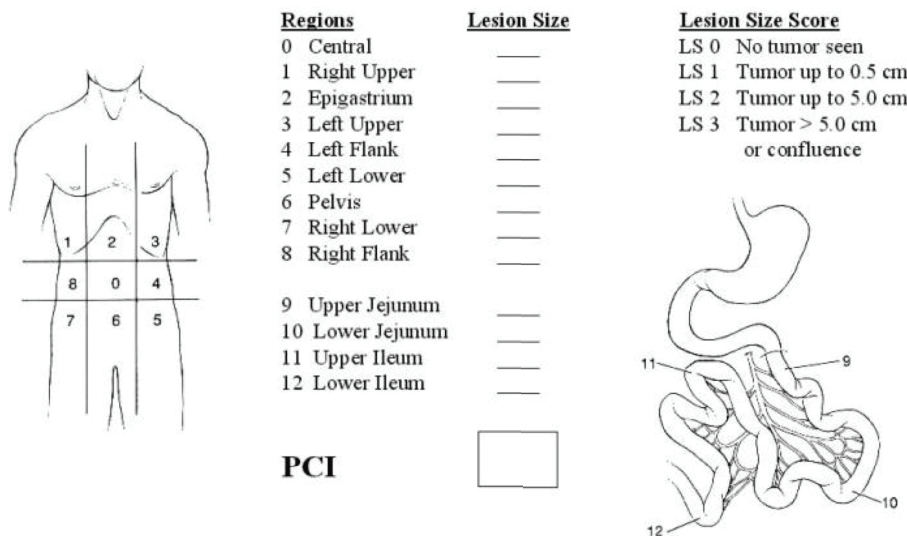 Regions
0 Central
1 Right Upper
2 Epigastrium
3 Left Upper
4 Left Flank
5 Left Lower
6 Pelvis
7 Right Lower
8 Right Flank
9 Upper Jejunum
10 Lower Jejunum
11 Upper Ileum
12 Lower Ileum
PCI
Lesion Size
Lesion Size Score
LS 0 No tumor seen
LS 1 Tumor up to 0.5 cm
LS 2 Tumor up to 5.0 cm
LS 3 Tumor > 5.0 cm
or confluence
1 2 3
8 0 4
7 6 5
11
9
10
12